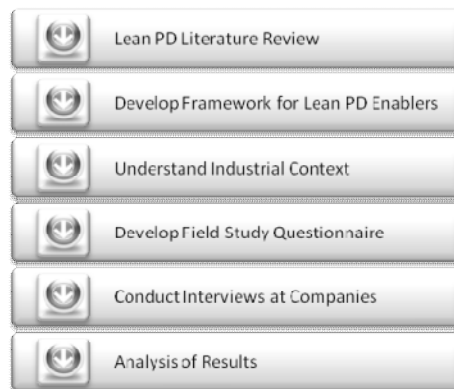 Lean PD Literature Review
Develop Framework for Lean PD Enablers
Understand Industrial Context
Develop Field Study Questionnaire
Conduct Interviews at Companies
Analysis of Results